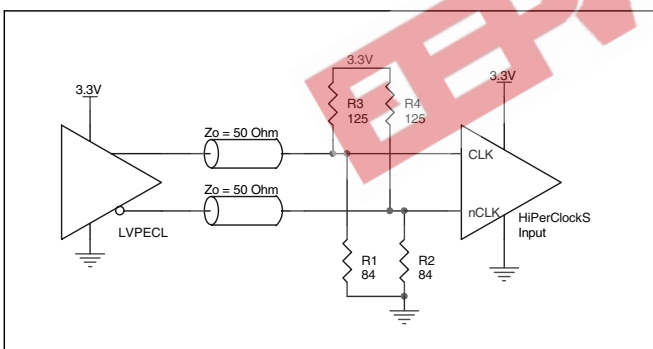 3.3V
3.3V
3.3V
R3
125
R4
125
Zo = 50 Ohm
CLK
Zo = 50 Ohm
nCLK
HiPerClockS
Input
LVPECL
R1
84
R2
84